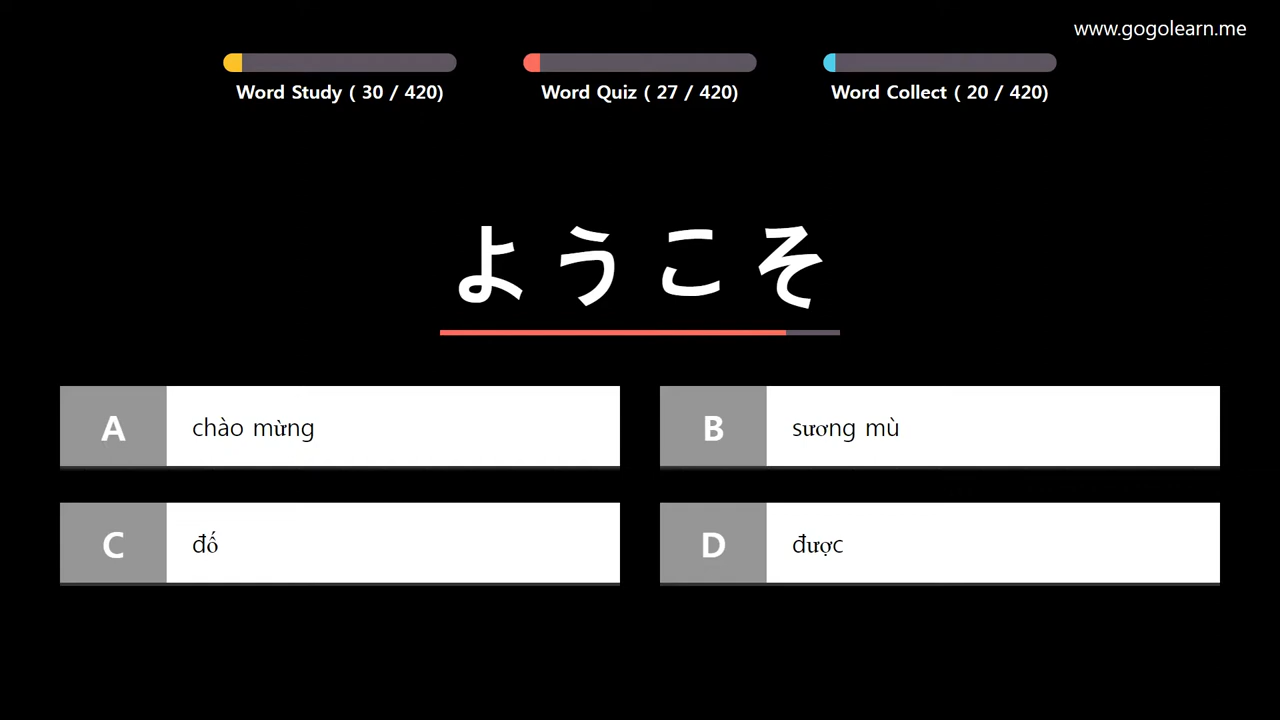 www.gogolearn.me
Word Study ( 30 / 420)
Word Quiz ( 27 / 420)
Word Collect ( 20 / 420)
ようこそ
A chào mừng
B sương mù
C đố
D được